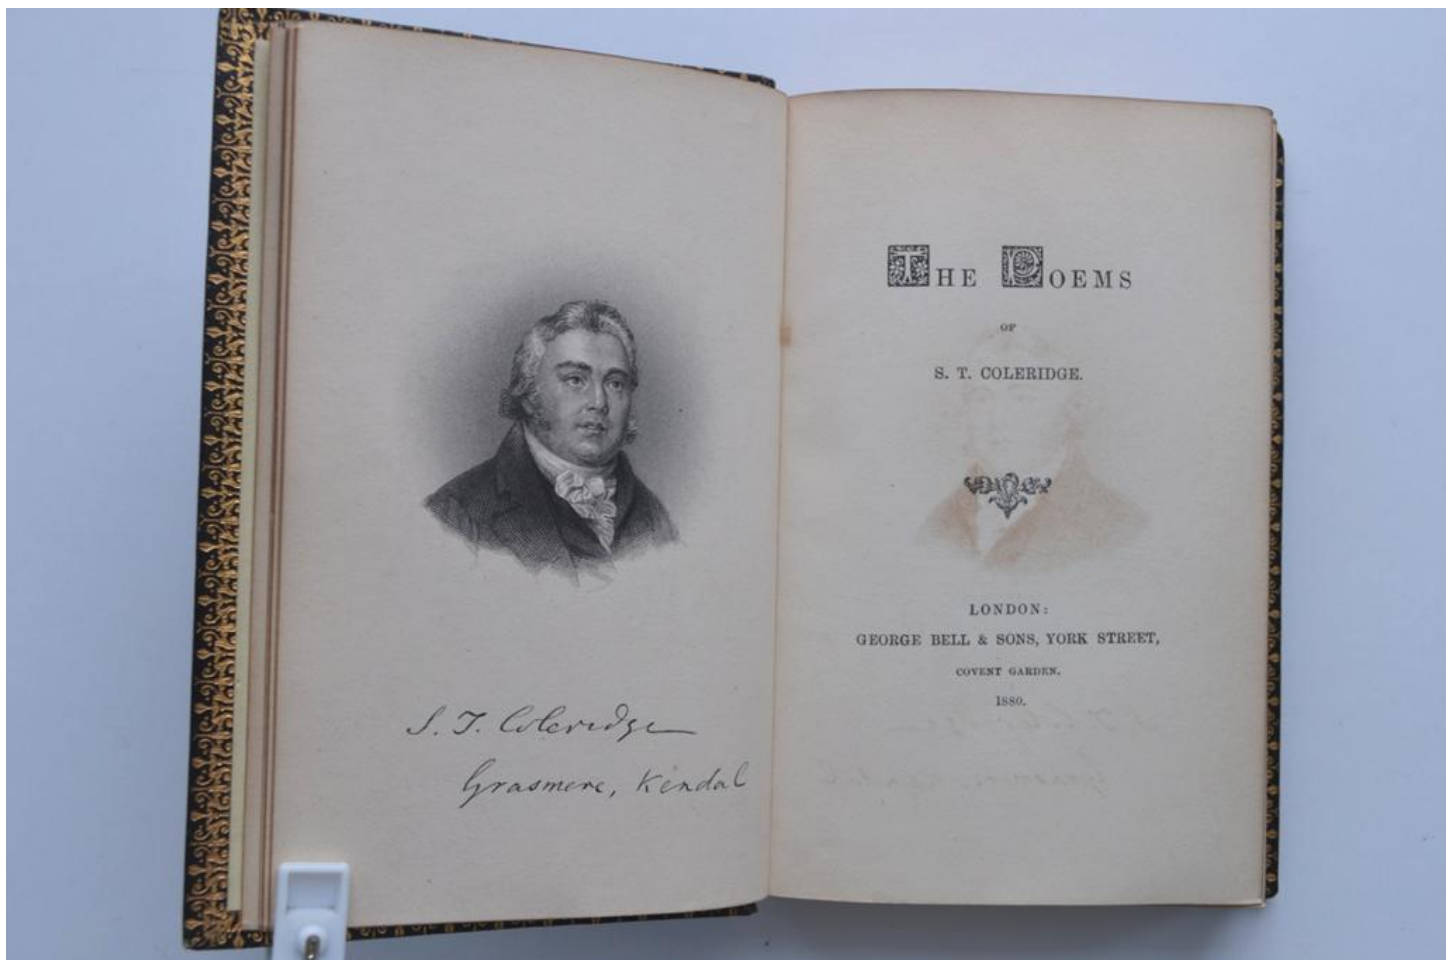 S. T. Coleridge
Grasmere, Kendal
THE POEMS
OF
S. T. COLERIDGE.
LONDON:
GEORGE BELL & SONS, YORK STREET,
COVENT GARDEN.
1880.